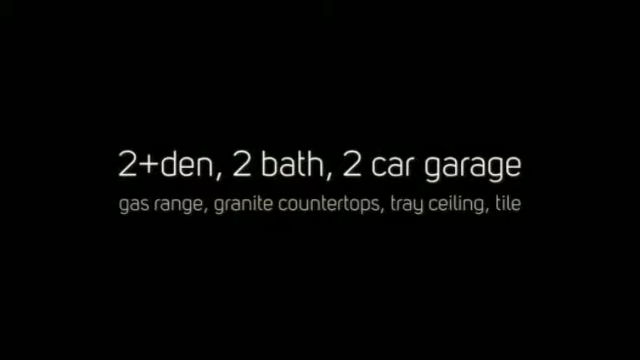 2+den, 2 bath, 2 car garage
gas range, granite countertops, tray ceiling, tile